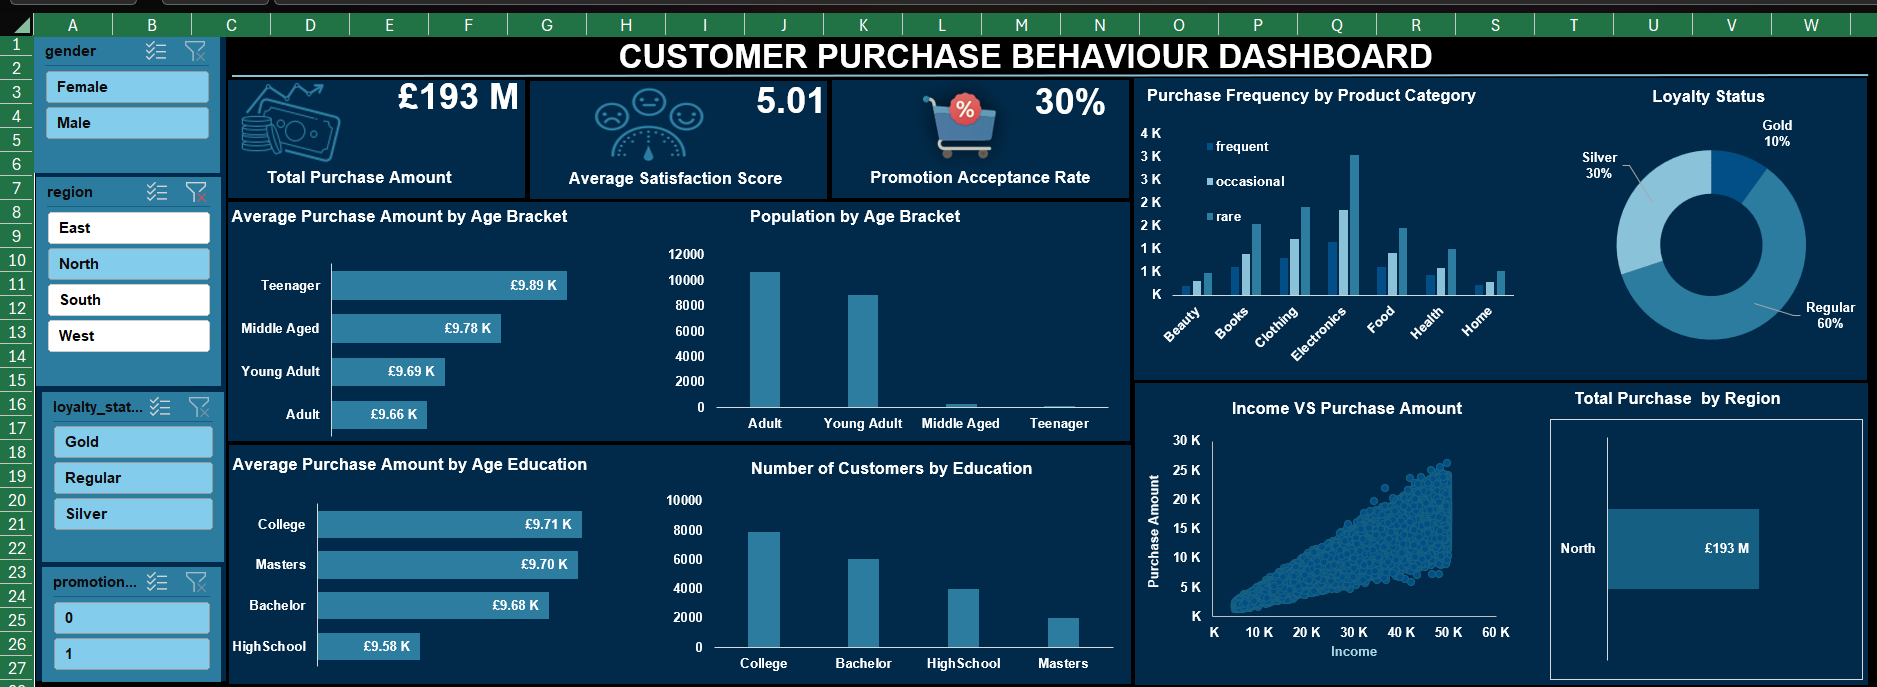 A B C D E F G H I J K L M N O P Q R S T U V W
1
2
3
4
5
6
7
8
9
10
11
12
13
14
15
16
17
18
19
20
21
22
23
24
25
26
27
gender
Female
Male
region
East
North
South
West
loyalty_stat...
Gold
Regular
Silver
promotion...
0
1
CUSTOMER PURCHASE BEHAVIOUR DASHBOARD
£193 M
Total Purchase Amount
5.01
Average Satisfaction Score
%
30%
Promotion Acceptance Rate
Average Purchase Amount by Age Bracket
Teenager £9.89 K
Middle Aged £9.78 K
Young Adult £9.69 K
Adult £9.66 K
Population by Age Bracket
12000
10000
8000
6000
4000
2000
0
Adult Young Adult Middle Aged Teenager
Average Purchase Amount by Age Education
College £9.71 K
Masters £9.70 K
Bachelor £9.68 K
HighSchool £9.58 K
Number of Customers by Education
10000
8000
6000
4000
2000
0
College Bachelor HighSchool Masters
Purchase Frequency by Product Category
4 K
3 K
3 K
2 K
2 K
1 K
1 K
K
frequent
occasional
rare
Beauty Books Clothing Electronics Food Health Home
Loyalty Status
Gold
10%
Silver
30%
Regular
60%
Income VS Purchase Amount
Purchase Amount
30 K
25 K
20 K
15 K
10 K
5 K
K
K 10 K 20 K 30 K 40 K 50 K 60 K
Income
Total Purchase by Region
North £193 M